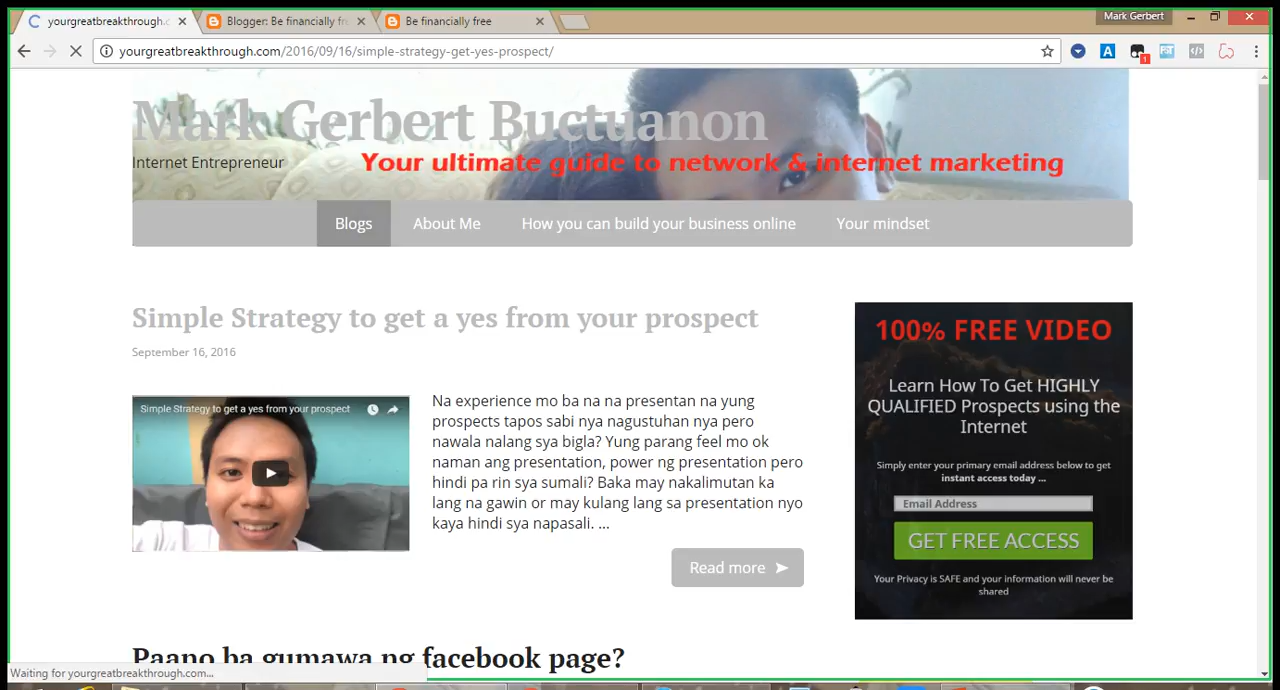 yourgreatbreakthrough.c
Blogger: Be financially fr
Be financially free
Mark Gerbert
yourgreatbreakthrough.com/2016/09/16/simple-strategy-get-yes-prospect/
A
1
Mark Gerbert Buctuanon
Internet Entrepreneur
Your ultimate guide to network & internet marketing
Blogs
About Me
How you can build your business online
Your mindset
Simple Strategy to get a yes from your prospect
September 16, 2016
Simple Strategy to get a yes from your prospect
Na experience mo ba na na presentan na yung
prospects tapos sabi nya nagustuhan nya pero
nawala nalang sya bigla? Yung parang feel mo ok
naman ang presentation, power ng presentation pero
hindi pa rin sya sumali? Baka may nakalimutan ka
lang na gawin or may kulang lang sa presentation nyo
kaya hindi sya napasali. ...
Read more
100% FREE VIDEO
Learn How To Get HIGHLY
QUALIFIED Prospects using the
Internet
Simply enter your primary email address below to get
instant access today ...
Email Address
GET FREE ACCESS
Your Privacy is SAFE and your information will never be
shared
Paano ba gumawa ng facebook page?
Waiting for yourgreatbreakthrough.com...